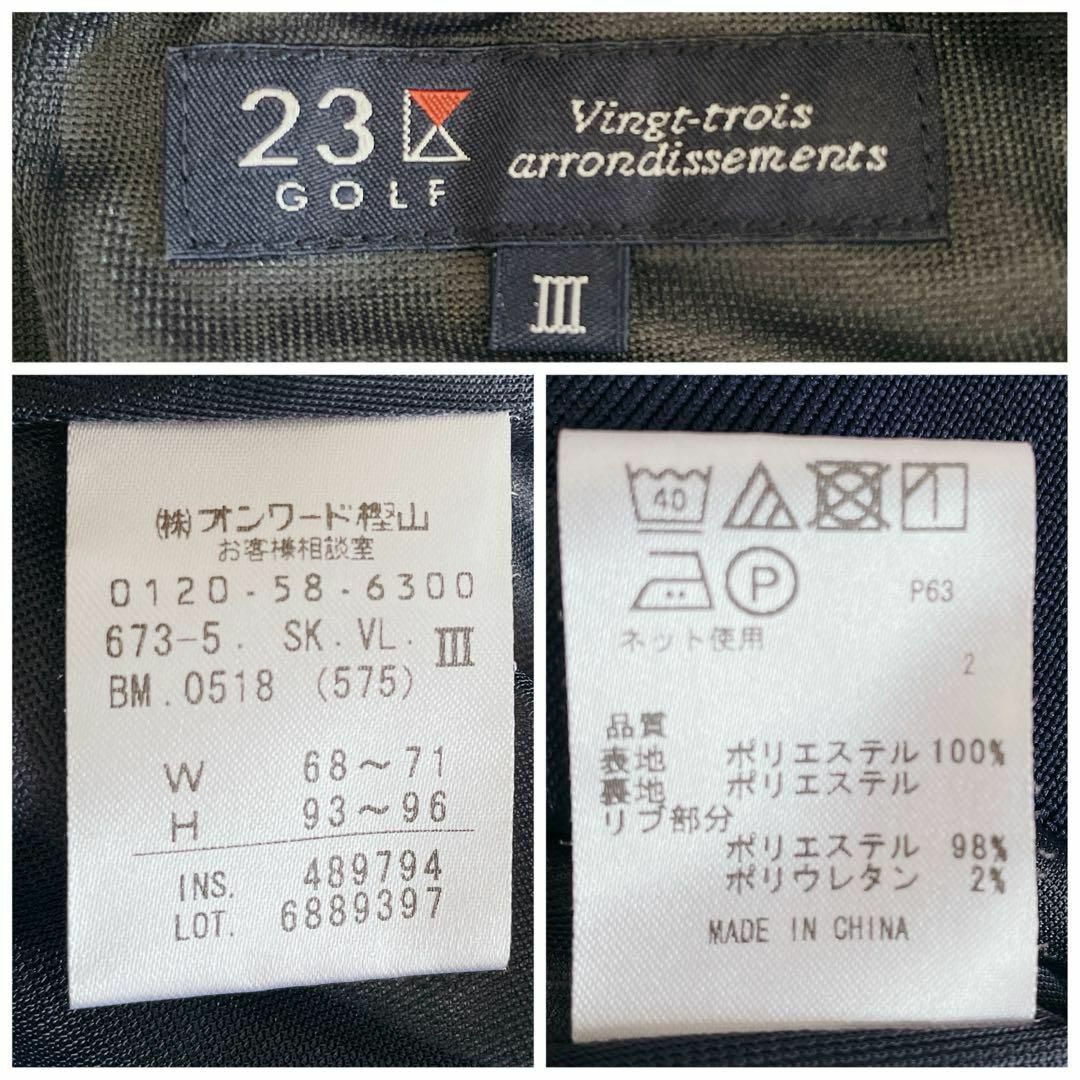 23区
GOLF
Vingt-trois
arrondissements
III
(株)オンワード樫山
お客様相談室
0120-58-6300
673-5. SK.VL. III
BM.0518 (575)
W 68～71
H 93～96
INS. 489794
LOT. 6889397
40
P
P63
ネット使用
2
品質
表地 ポリエステル 100%
裏地 ポリエステル
リブ部分
ポリエステル 98%
ポリウレタン 2%
MADE IN CHINA